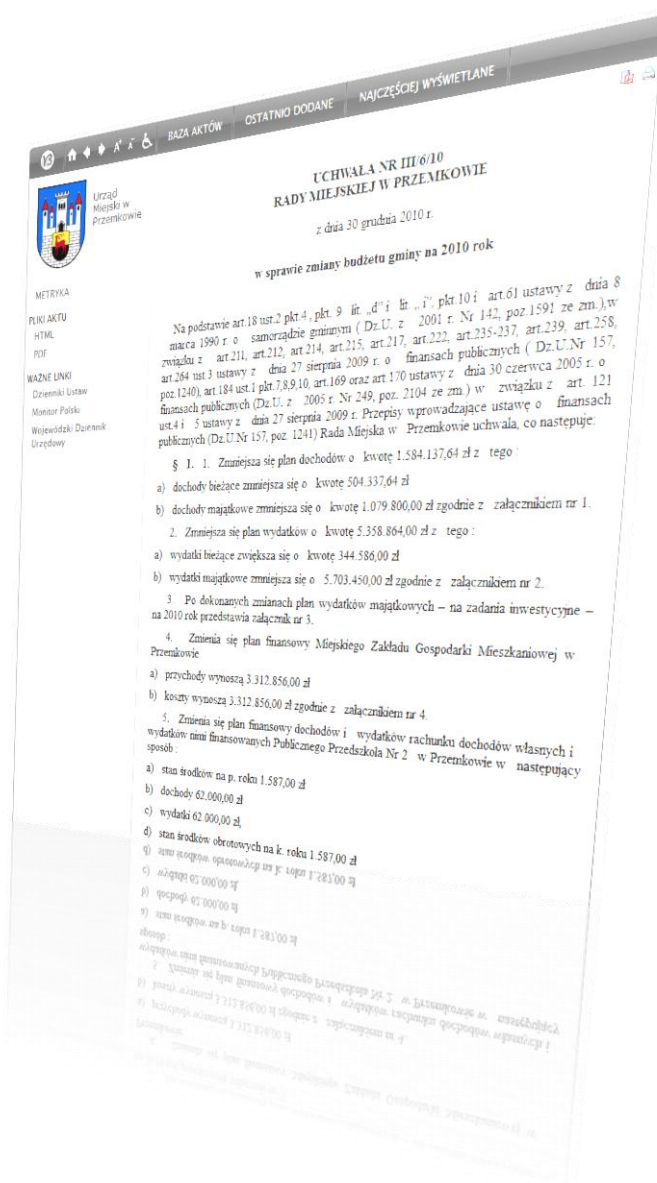 BAZA AKTÓW
OSTATNIO DODANE
NAJCZĘŚCIEJ WYŚWIETLANE
Urząd
Miejski w
Przemkowie
METRYKA
PLIKI AKTU
HTML
PDF
WAŻNE LINKI
Dzienniki Ustaw
Monitor Polski
Wojewódzki Dziennik
Urzędowy
UCHWAŁA NR III/6/10
RADY MIEJSKIEJ W PRZEMKOWIE
z dnia 30 grudnia 2010 r.
w sprawie zmiany budżetu gminy na 2010 rok
Na podstawie art.18 ust.2 pkt.4 , pkt. 9 lit. „d” i lit. „ i”, pkt.10 i art.61 ustawy z dnia 8
marca 1990 r. o samorządzie gminnym ( Dz.U. z 2001 r. Nr 142, poz.1591 ze zm.),w
związku z art.211, art.212, art.214, art.215, art.217, art.222, art.235-237, art.239, art.258,
art.264 ust.3 ustawy z dnia 27 sierpnia 2009 r. o finansach publicznych ( Dz.U.Nr 157,
poz.1240), art.184 ust.1 pkt.7,8,9,10, art.169 oraz art.170 ustawy z dnia 30 czerwca 2005 r. o
finansach publicznych (Dz.U. z 2005 r. Nr 249, poz. 2104 ze zm.) w związku z art. 121
ust.4 i 5 ustawy z dnia 27 sierpnia 2009 r. Przepisy wprowadzające ustawę o finansach
publicznych (Dz.U.Nr 157, poz. 1241) Rada Miejska w Przemkowie uchwala, co następuje:
§ 1. 1. Zmniejsza się plan dochodów o kwotę 1.584.137,64 zł z tego :
a) dochody bieżące zmniejsza się o kwotę 504.337,64 zł
b) dochody majątkowe zmniejsza się o kwotę 1.079.800,00 zł zgodnie z załącznikiem nr 1.
2. Zmniejsza się plan wydatków o kwotę 5.358.864,00 zł z tego :
a) wydatki bieżące zwiększa się o kwotę 344.586,00 zł
b) wydatki majątkowe zmniejsza się o 5.703.450,00 zł zgodnie z załącznikiem nr 2.
3. Po dokonanych zmianach plan wydatków majątkowych – na zadania inwestycyjne –
na 2010 rok przedstawia załącznik nr 3.
4. Zmienia się plan finansowy Miejskiego Zakładu Gospodarki Mieszkaniowej w
Przemkowie
a) przychody wynoszą 3.312.856,00 zł
b) koszty wynoszą 3.312.856,00 zł zgodnie z załącznikiem nr 4.
5. Zmienia się plan finansowy dochodów i wydatków rachunku dochodów własnych i
wydatków nimi finansowanych Publicznego Przedszkola Nr 2 w Przemkowie w następujący
sposób :
a) stan środków na p. roku 1.587,00 zł
b) dochody 62.000,00 zł
c) wydatki 62.000,00 zł,
d) stan środków obrotowych na k. roku 1.587,00 zł